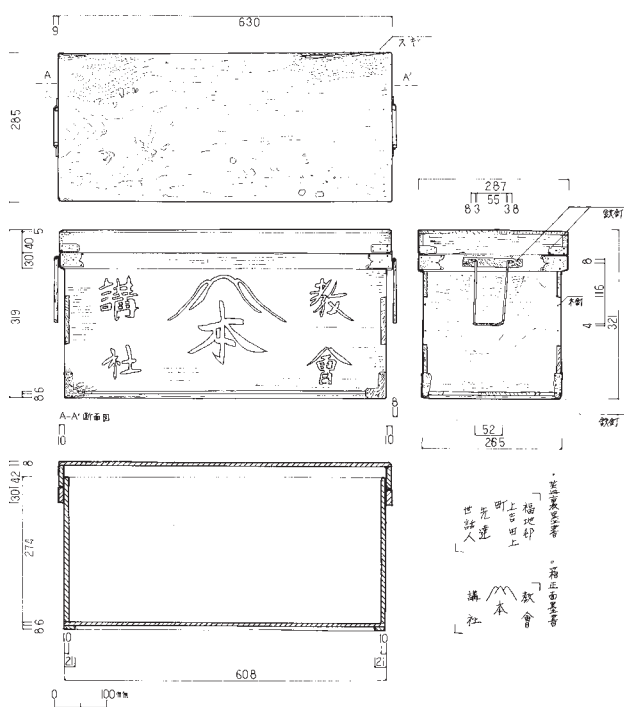 630
9
スギ
A
A'
285
287
55
8 3
3 8
鉄釘
5
40
30
319
8 6
教會
本
講社
8
116
4
321
木釘
鉄釘
8
52
265
A-A'断面図
10
10
11
8
42
30
274
8 6
10
10
21
21
608
0
100
・蓋裏墨書
福地村
上吉田上
町
先達
世話人
・箱正面墨書
教會
本
講社